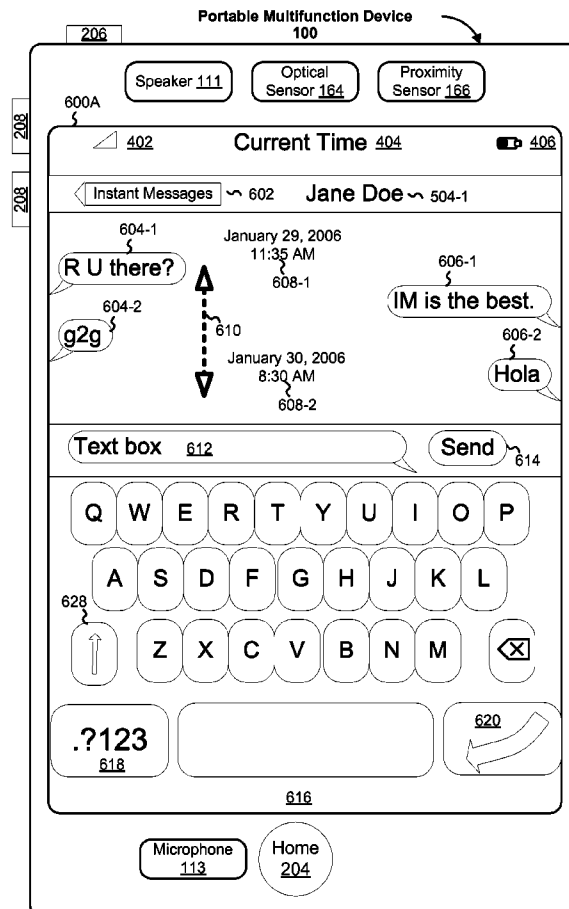 Portable Multifunction Device
100
206
208
208
Speaker 111
Optical
Sensor 164
Proximity
Sensor 166
600A
402
Current Time 404
406
Instant Messages
602
Jane Doe
504-1
604-1
R U there?
January 29, 2006
11:35 AM
608-1
606-1
IM is the best.
604-2
g2g
610
606-2
Hola
January 30, 2006
8:30 AM
608-2
Text box 612
Send
614
Q W E R T Y U I O P
A S D F G H J K L
628
Z X C V B N M
.?123
618
620
616
Microphone
113
Home
204